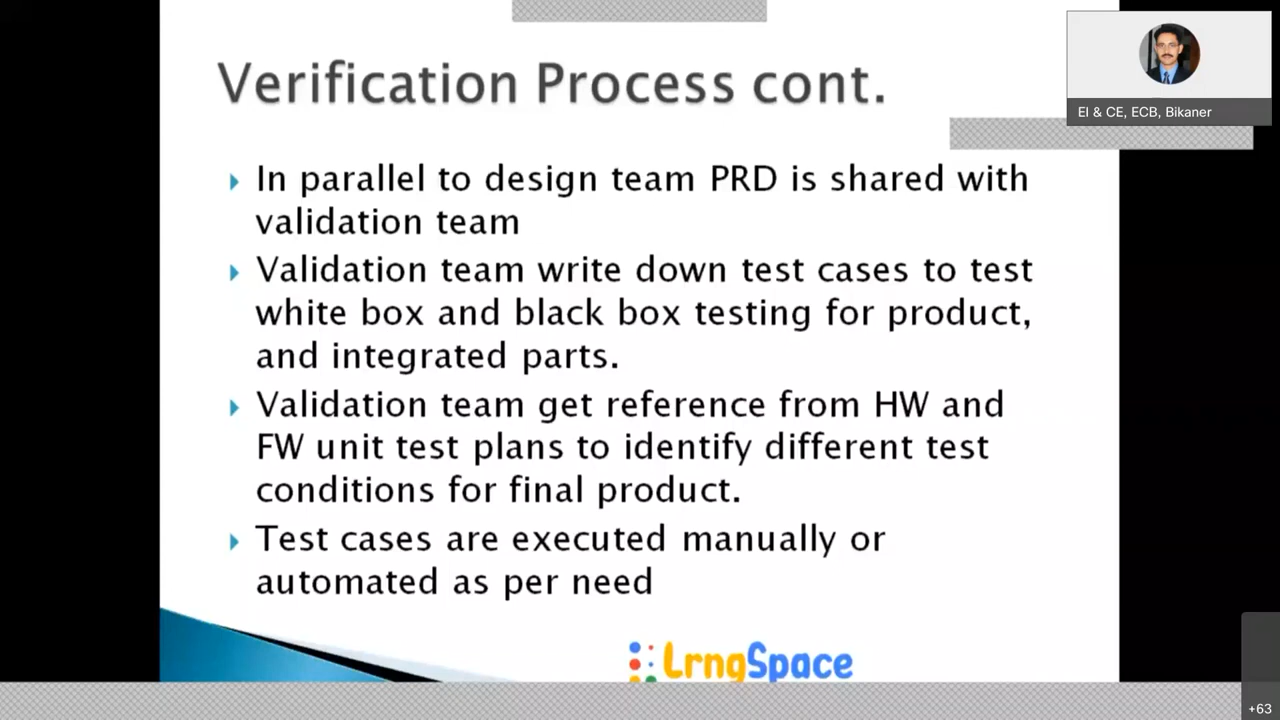 Verification Process cont.
EI & CE, ECB, Bikaner
In parallel to design team PRD is shared with
validation team
Validation team write down test cases to test
white box and black box testing for product,
and integrated parts.
Validation team get reference from HW and
FW unit test plans to identify different test
conditions for final product.
Test cases are executed manually or
automated as per need
LrngSpace
+63